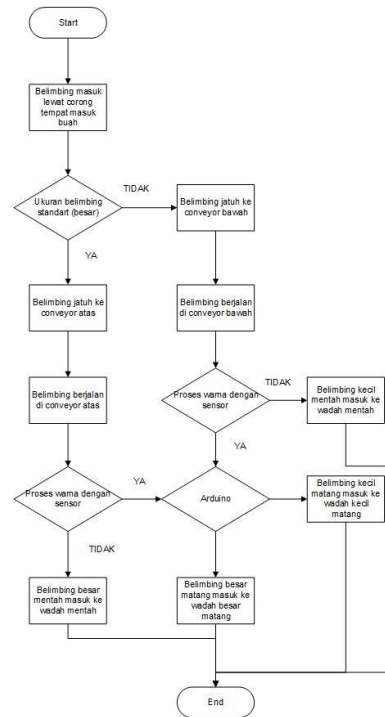 Start
Belimbing masuk
lewat corong
tempat masuk
buah
Ukuran belimbing
standart (besar)
TIDAK
Belimbing jatuh ke
conveyor bawah
YA
Belimbing jatuh ke
conveyor atas
Belimbing berjalan
di conveyor bawah
Belimbing berjalan
di conveyor atas
Proses warna dengan
sensor
TIDAK
Belimbing kecil
mentah masuk ke
wadah mentah
YA
Proses warna dengan
sensor
YA
Arduino
Belimbing kecil
matang masuk ke
wadah kecil
matang
TIDAK
Belimbing besar
mentah masuk ke
wadah mentah
Belimbing besar
matang masuk ke
wadah besar
matang
End